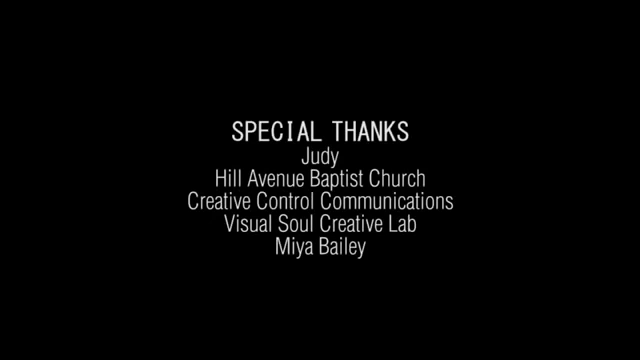 SPECIAL THANKS
Judy
Hill Avenue Baptist Church
Creative Control Communications
Visual Soul Creative Lab
Miya Bailey